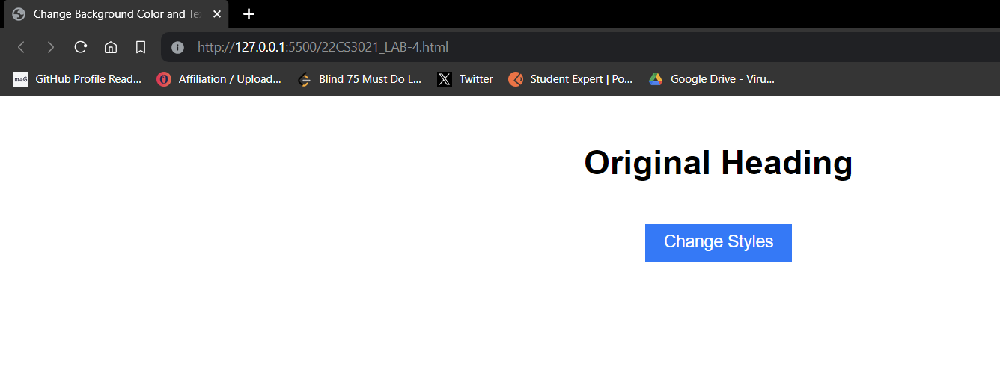 Change Background Color and Te
http://127.0.0.1:5500/22CS3021_LAB-4.html
m↓G GitHub Profile Read... Affiliation / Upload... Blind 75 Must Do L... Twitter Student Expert | Po... Google Drive - Viru...
Original Heading
Change Styles